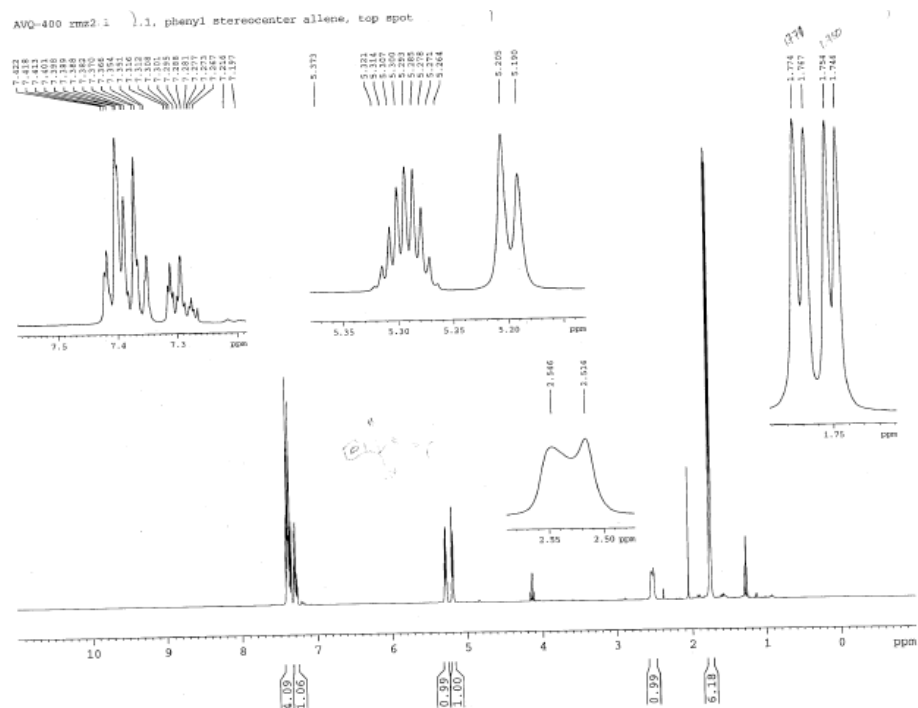 AVQ-400 phenyl stereocenter allene, top spot
7.422 7.418 7.413 7.401 7.398 7.389 7.388 7.382 7.370 7.366 7.354 7.351 7.316 7.312 7.308 7.301 7.295 7.288 7.281 7.277 7.273 7.267 7.216 7.197
5.373
5.321 5.314 5.307 5.300 5.293 5.285 5.278 5.271 5.264
5.205 5.190
1.774 1.767 1.754 1.748
7.5 7.4 7.3 ppm
5.35 5.30 5.25 5.20 ppm
1.75 ppm
2.546 2.514
2.55 2.50 ppm
10 9 8 7 6 5 4 3 2 1 0 ppm
4.09 1.06 0.99 1.00 0.99 6.18